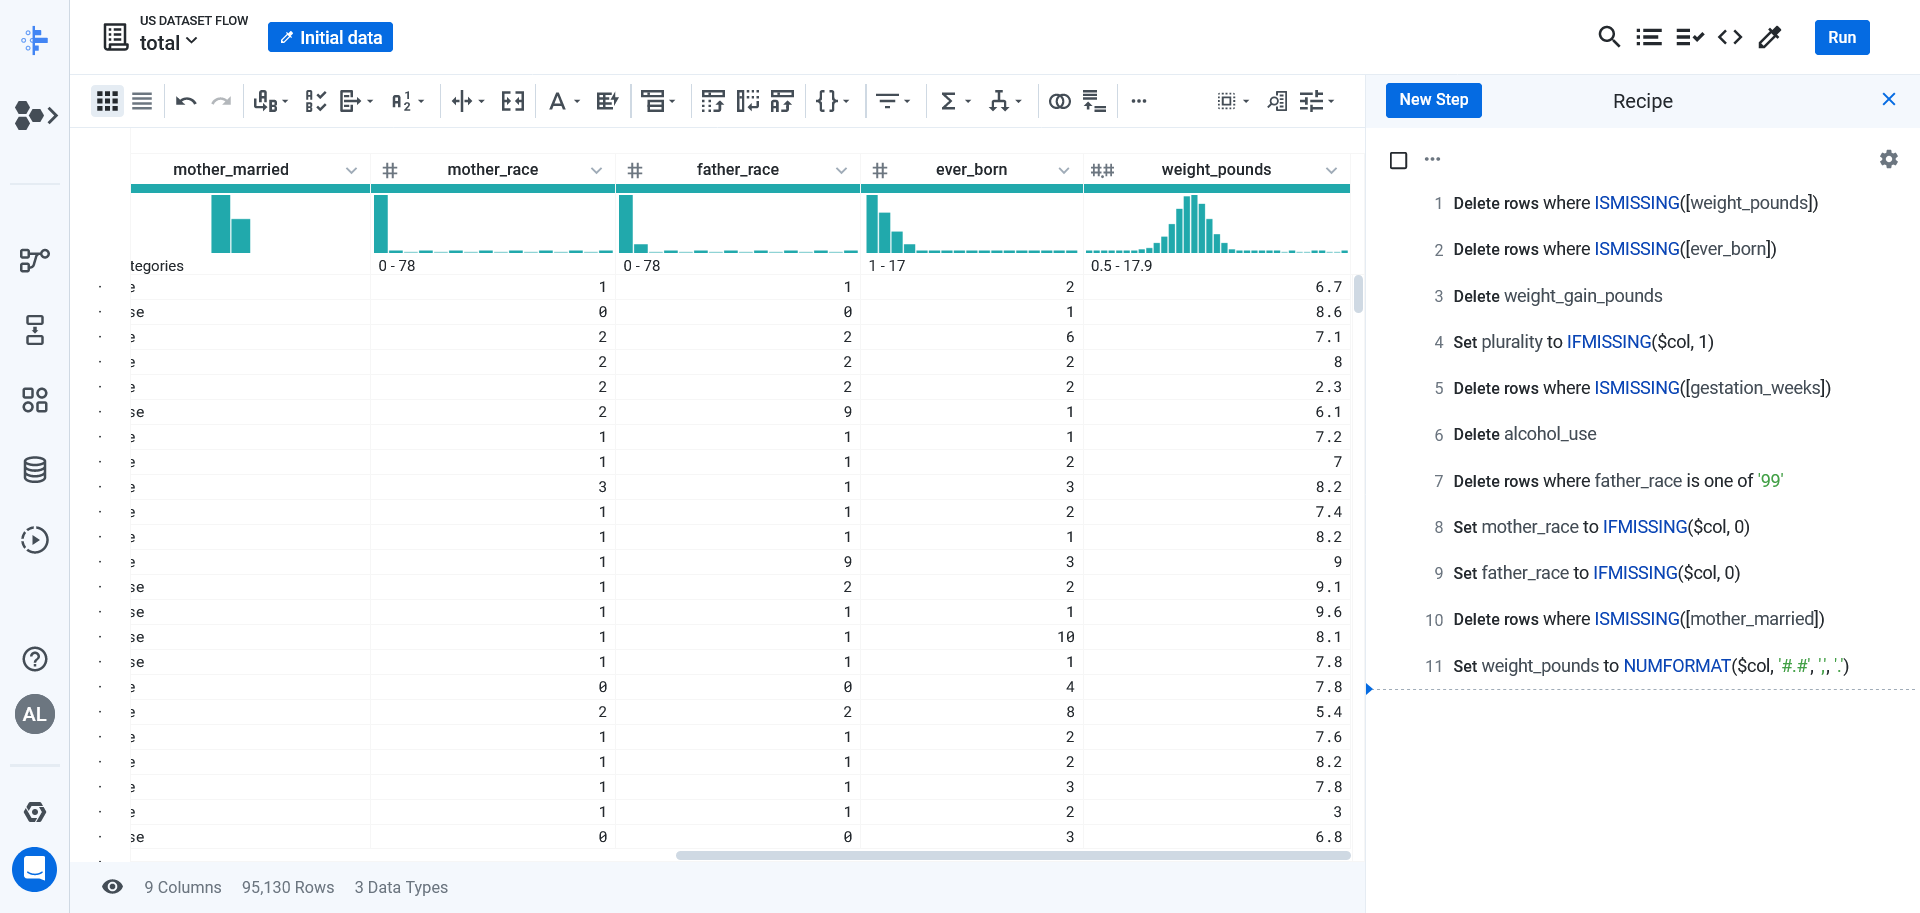 US DATASET FLOW
total
Initial data
Run
New Step
Recipe
mother_married
mother_race
father_race
ever_born
weight_pounds
tegories
0 - 78
0 - 78
1 - 17
0.5 - 17.9
e 1 1 2 6.7
se 0 0 1 8.6
e 2 2 6 7.1
e 2 2 2 8
e 2 2 2 2.3
se 2 9 1 6.1
e 1 1 1 7.2
e 1 1 2 7
e 3 1 3 8.2
e 1 1 2 7.4
e 1 1 1 8.2
e 1 9 3 9
se 1 2 2 9.1
se 1 1 1 9.6
se 1 1 10 8.1
se 1 1 1 7.8
e 0 0 4 7.8
e 2 2 8 5.4
e 1 1 2 7.6
e 1 1 2 8.2
e 1 1 3 7.8
e 1 1 2 3
se 0 0 3 6.8
9 Columns 95,130 Rows 3 Data Types
1 Delete rows where ISMISSING([weight_pounds])
2 Delete rows where ISMISSING([ever_born])
3 Delete weight_gain_pounds
4 Set plurality to IFMISSING($col, 1)
5 Delete rows where ISMISSING([gestation_weeks])
6 Delete alcohol_use
7 Delete rows where father_race is one of '99'
8 Set mother_race to IFMISSING($col, 0)
9 Set father_race to IFMISSING($col, 0)
10 Delete rows where ISMISSING([mother_married])
11 Set weight_pounds to NUMFORMAT($col, '#.#', ',', '.')
AL